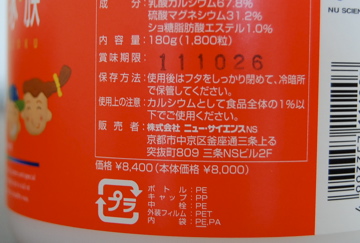 家族
NU SCIEN
成分：乳酸カルシウム67.8%
硫酸マグネシウム31.2%
ショ糖脂肪酸エステル1.0%
内容量：180g(1,800粒)
賞味期限：111026
保存方法：使用後はフタをしっかり閉めて、冷暗所
で保管してください。
使用上の注意：カルシウムとして食品全体の1％以
下でご使用ください。
販売者：株式会社 ニュー・サイエンスNS
京都市中京区釜座通三条上る
突抜町809 三条NSビル2F
価格 ¥8,400(本体価格 ¥8,000)
プラ
ボトル：PE
キャップ：PP
中栓：PE
外装フィルム：PET
内袋：PE,PA